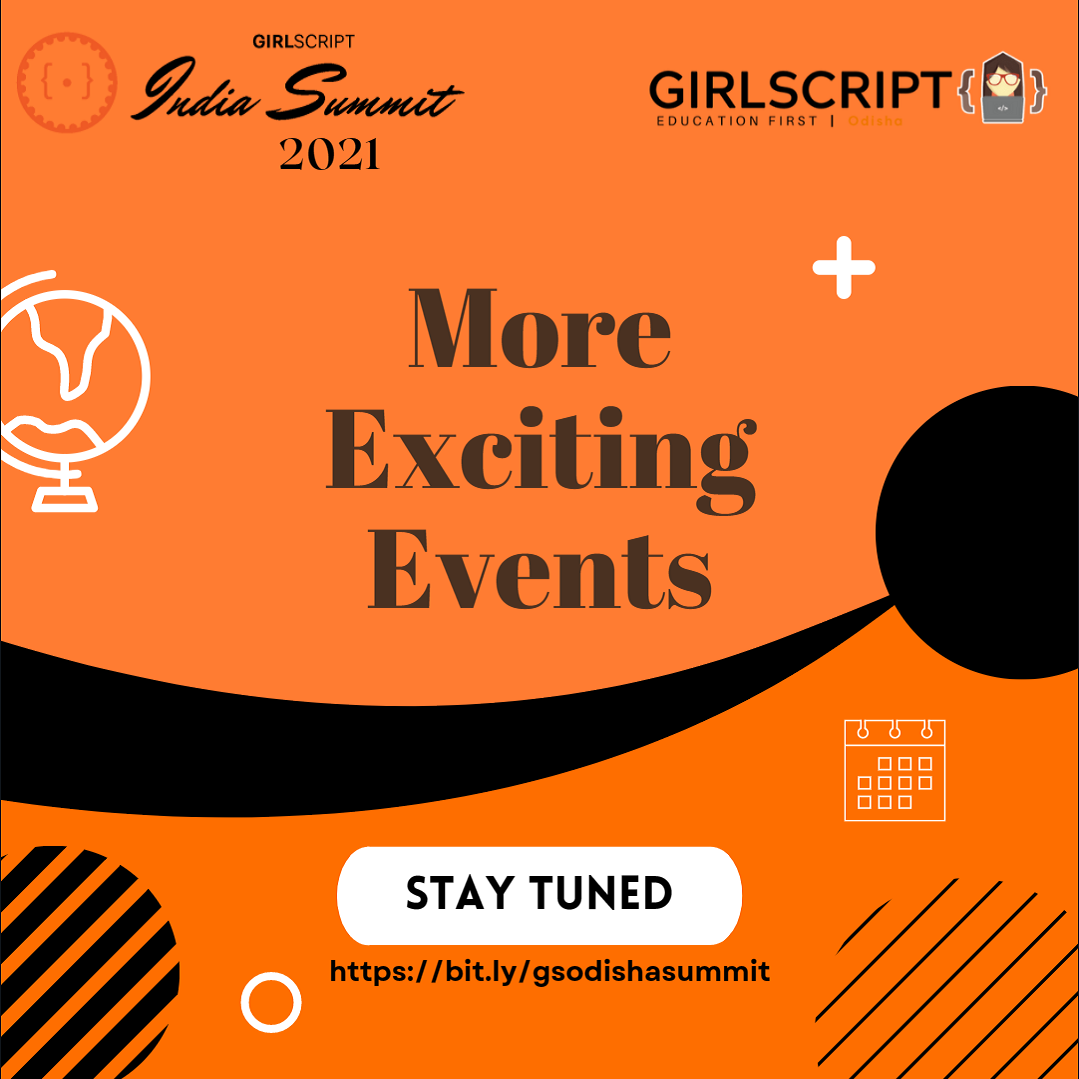 GIRLSCRIPT
India Summit
2021
GIRLSCRIPT
EDUCATION FIRST | Odisha
</>
More
Exciting
Events
STAY TUNED
https://bit.ly/gsodishasummit